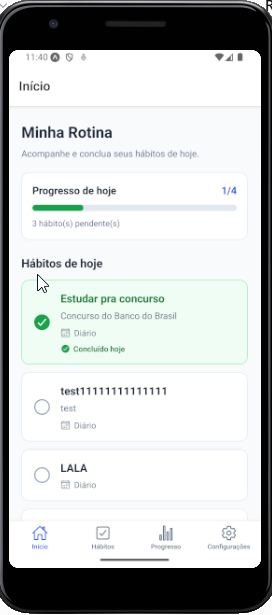 11:40
Início
Minha Rotina
Acompanhe e conclua seus hábitos de hoje.
Progresso de hoje 1/4
3 hábito(s) pendente(s)
Hábitos de hoje
Estudar pra concurso
Concurso do Banco do Brasil
Diário
Concluído hoje
test11111111111111
test
Diário
LALA
Diário
Início Hábitos Progresso Configurações